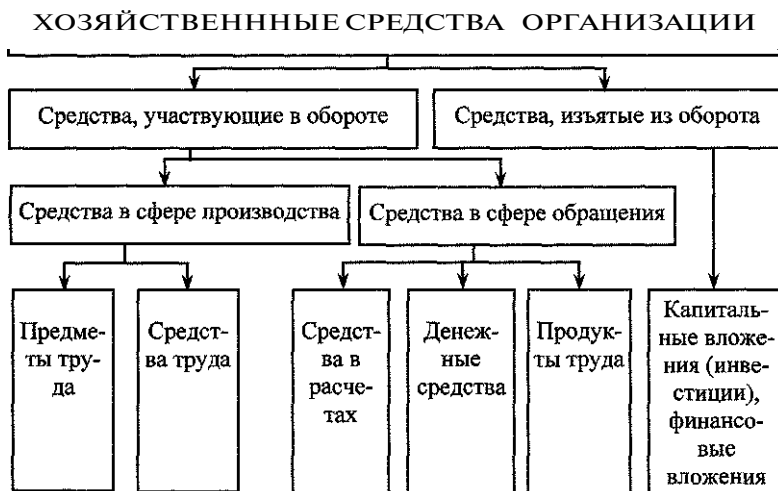 ХОЗЯЙСТВЕНННЫЕ СРЕДСТВА ОРГАНИЗАЦИИ
Средства, участвующие в обороте
Средства, изъятые из оборота
Средства в сфере производства
Средства в сфере обращения
Предме-
ты тру-
да
Средст-
ва труда
Средст-
ва в
расче-
тах
Денеж-
ные
средства
Продук-
ты труда
Капиталь-
ные вложе-
ния (инве-
стиции),
финансо-
вые
вложения